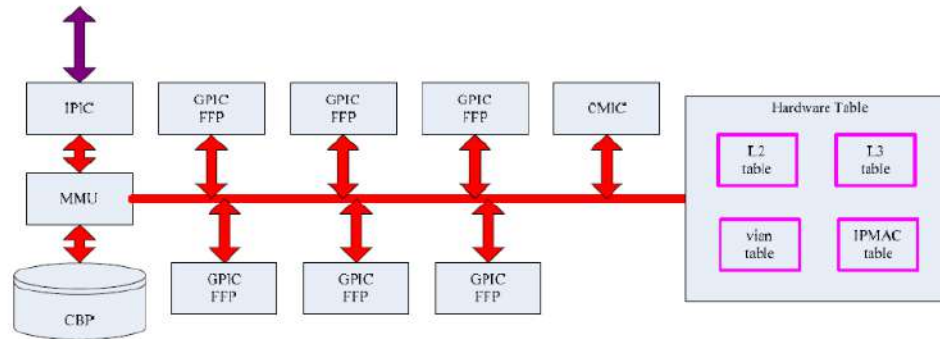 IPIC
GPIC
FFP
GPIC
FFP
GPIC
FFP
CMIC
Hardware Table
L2
table
L3
table
MMU
vlan
table
IPMAC
table
CBP
GPIC
FFP
GPIC
FFP
GPIC
FFP